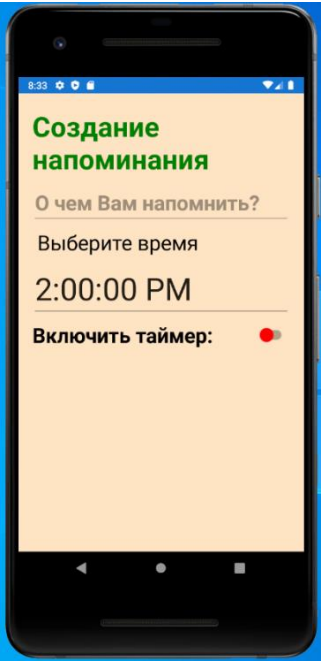 8:33
Создание
напоминания
О чем Вам напомнить?
Выберите время
2:00:00 PM
Включить таймер: